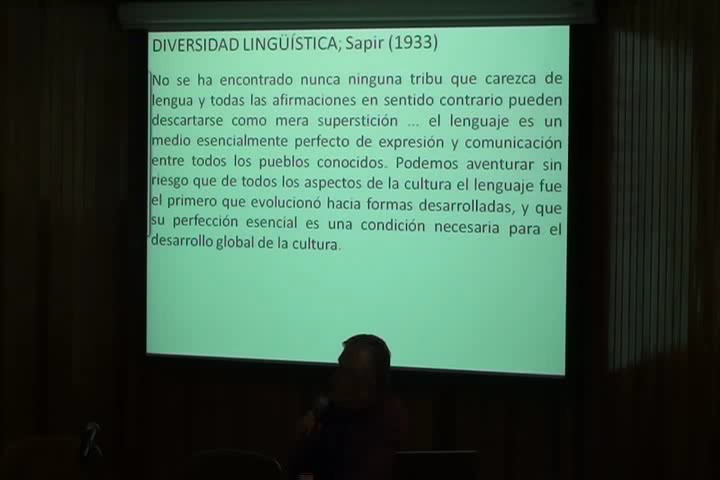 DIVERSIDAD LINGÜÍSTICA; Sapir (1933)
No se ha encontrado nunca ninguna tribu que carezca de
lengua y todas las afirmaciones en sentido contrario pueden
descartarse como mera superstición ... el lenguaje es un
medio esencialmente perfecto de expresión y comunicación
entre todos los pueblos conocidos. Podemos aventurar sin
riesgo que de todos los aspectos de la cultura el lenguaje fue
el primero que evolucionó hacia formas desarrolladas, y que
su perfección esencial es una condición necesaria para el
desarrollo global de la cultura.